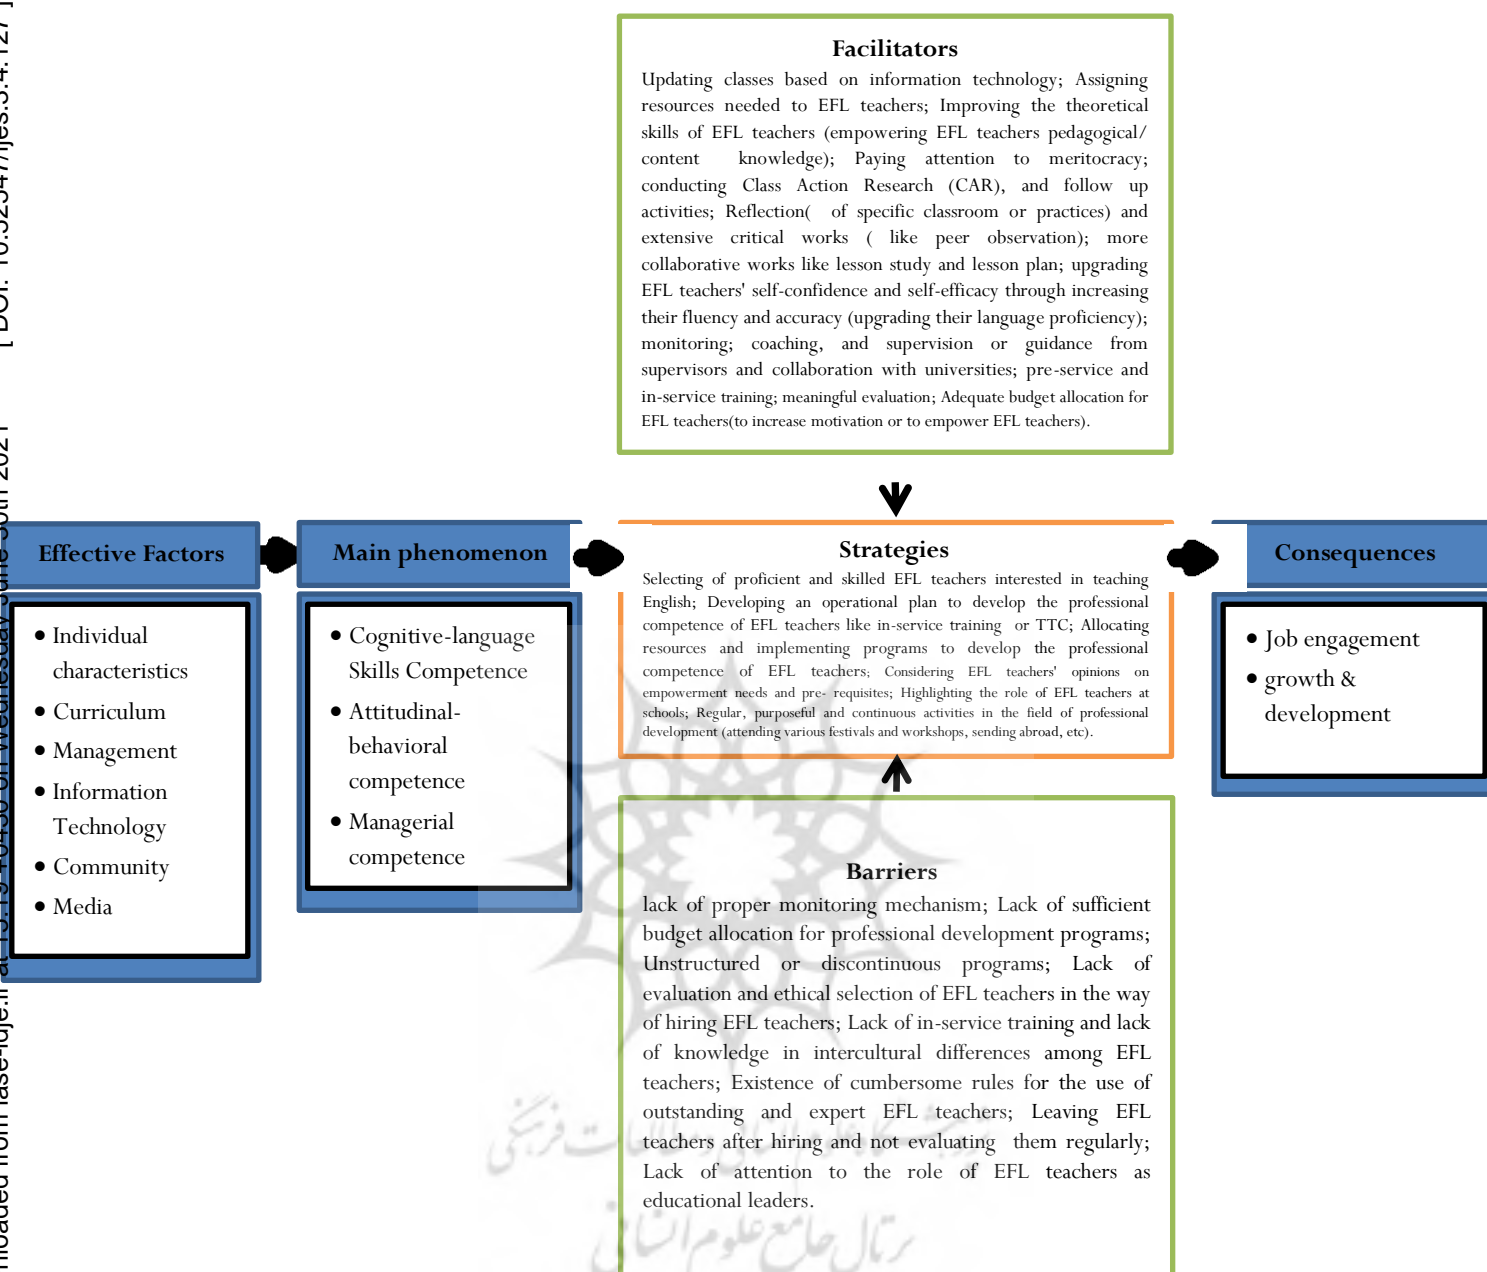 Facilitators
Updating classes based on information technology; Assigning
resources needed to EFL teachers; Improving the theoretical
skills of EFL teachers (empowering EFL teachers pedagogical/
content knowledge); Paying attention to meritocracy;
conducting Class Action Research (CAR), and follow up
activities; Reflection( of specific classroom or practices) and
extensive critical works ( like peer observation); more
collaborative works like lesson study and lesson plan; upgrading
EFL teachers' self-confidence and self-efficacy through increasing
their fluency and accuracy (upgrading their language proficiency);
monitoring; coaching, and supervision or guidance from
supervisors and collaboration with universities; pre-service and
in-service training; meaningful evaluation; Adequate budget allocation for
EFL teachers(to increase motivation or to empower EFL teachers).
Effective Factors
• Individual
characteristics
• Curriculum
• Management
• Information
Technology
• Community
• Media
Main phenomenon
• Cognitive-language
Skills Competence
• Attitudinal-
behavioral
competence
• Managerial
competence
Strategies
Selecting of proficient and skilled EFL teachers interested in teaching
English; Developing an operational plan to develop the professional
competence of EFL teachers like in-service training or TTC; Allocating
resources and implementing programs to develop the professional
competence of EFL teachers; Considering EFL teachers' opinions on
empowerment needs and pre- requisites; Highlighting the role of EFL teachers at
schools; Regular, purposeful and continuous activities in the field of professional
development (attending various festivals and workshops, sending abroad, etc).
Consequences
• Job engagement
• growth &
development
Barriers
lack of proper monitoring mechanism; Lack of sufficient
budget allocation for professional development programs;
Unstructured or discontinuous programs; Lack of
evaluation and ethical selection of EFL teachers in the way
of hiring EFL teachers; Lack of in-service training and lack
of knowledge in intercultural differences among EFL
teachers; Existence of cumbersome rules for the use of
outstanding and expert EFL teachers; Leaving EFL
teachers after hiring and not evaluating them regularly;
Lack of attention to the role of EFL teachers as
educational leaders.
پژوهشگاه علوم انسانی و مطالعات فرهنگی
پرتال جامع علوم انسانی